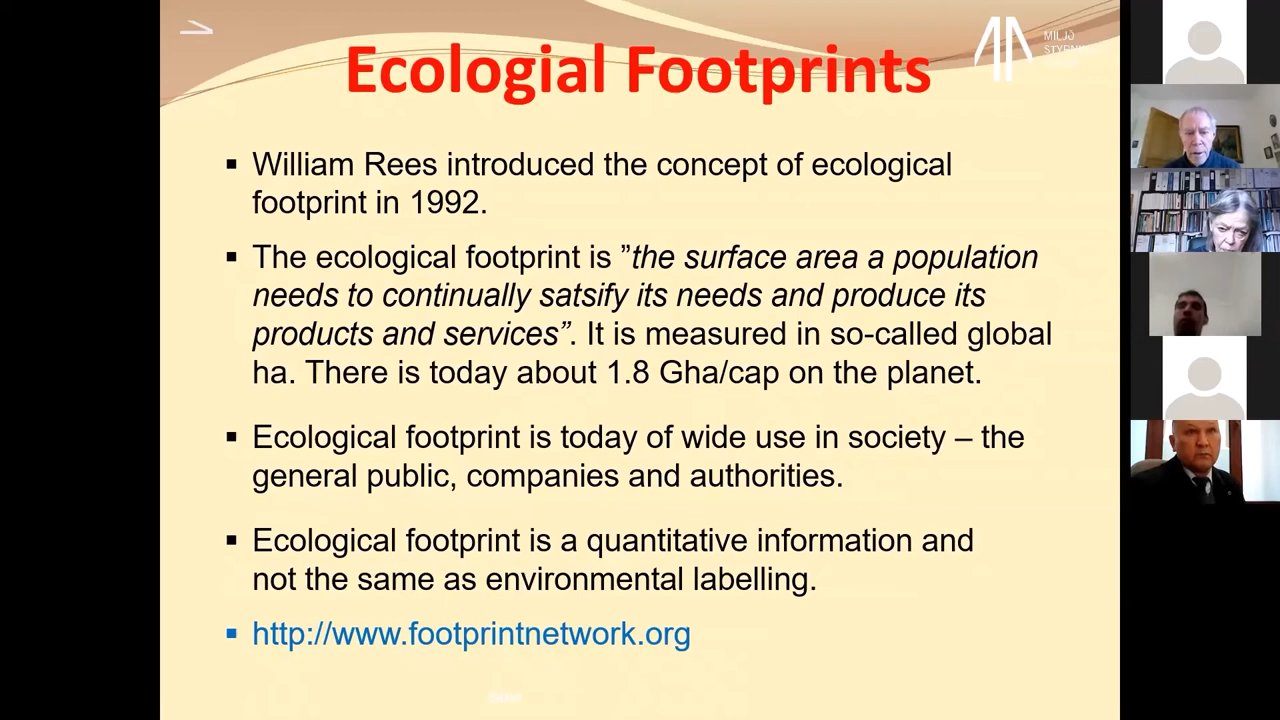 Ecologial Footprints
MILJÖ
William Rees introduced the concept of ecological
footprint in 1992.
The ecological footprint is ”the surface area a population
needs to continually satsify its needs and produce its
products and services”. It is measured in so-called global
ha. There is today about 1.8 Gha/cap on the planet.
Ecological footprint is today of wide use in society – the
general public, companies and authorities.
Ecological footprint is a quantitative information and
not the same as environmental labelling.
http://www.footprintnetwork.org